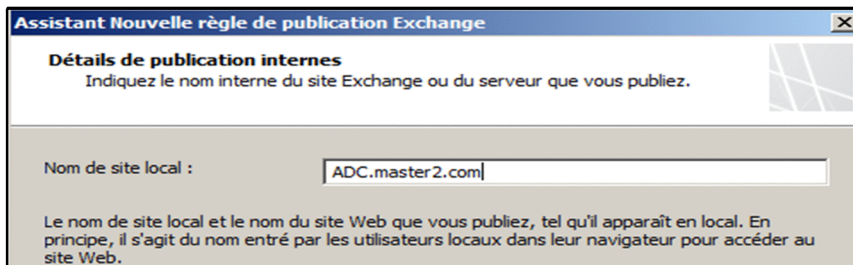 Assistant Nouvelle règle de publication Exchange
Détails de publication internes
Indiquez le nom interne du site Exchange ou du serveur que vous publiez.
Nom de site local :
ADC.master2.com
Le nom de site local et le nom du site Web que vous publiez, tel qu'il apparaît en local. En
principe, il s'agit du nom entré par les utilisateurs locaux dans leur navigateur pour accéder au
site Web.